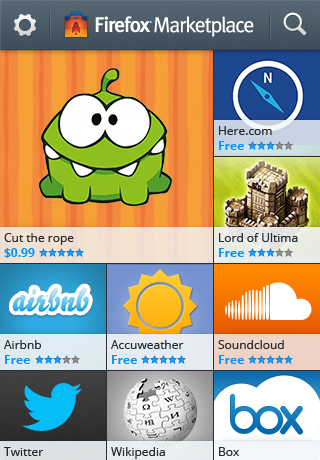 Firefox Marketplace
N
Here.com
Free
Cut the rope
$0.99
Lord of Ultima
Free
airbnb
Airbnb
Free
Accuweather
Free
Soundcloud
Free
Twitter
Wikipedia
box
Box